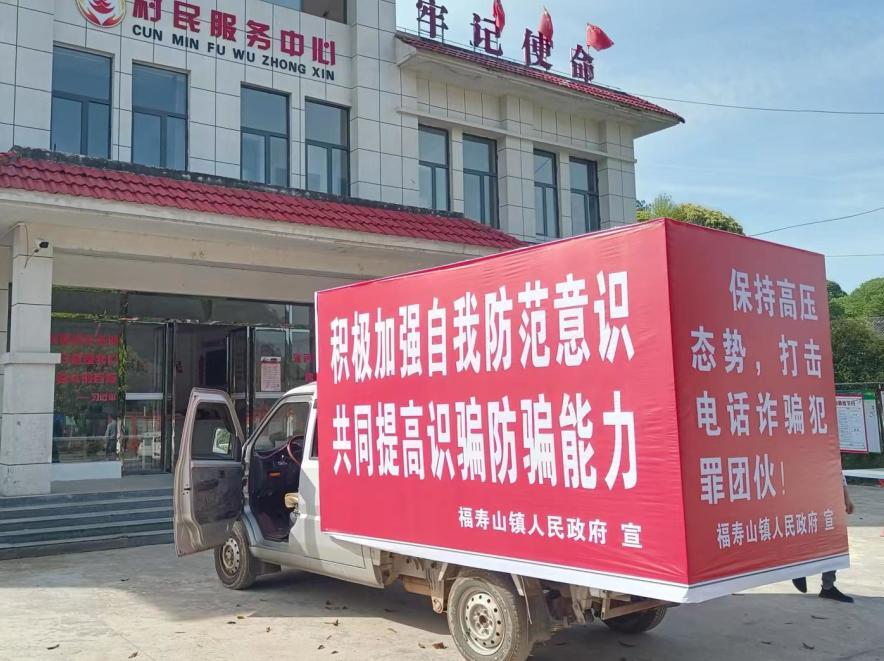 村民服务中心
CUN MIN FU WU ZHONG XIN
牢记使命
积极加强自我防范意识
共同提高识骗防骗能力
福寿山镇人民政府 宣
保持高压
态势，打击
电话诈骗犯
罪团伙！
福寿山镇人民政府 宣